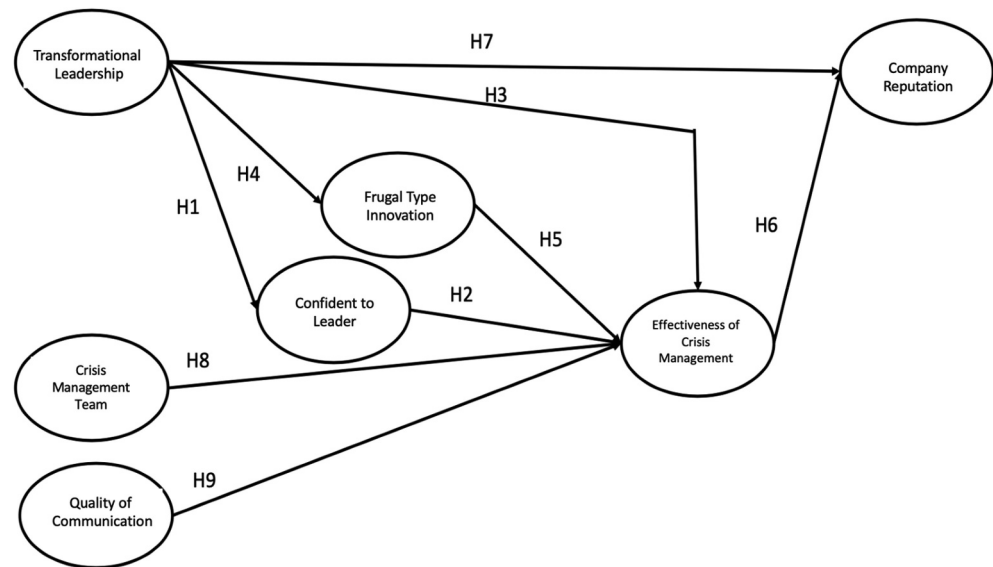 H7
Transformational
Leadership
Company
Reputation
H3
H4
H1
Frugal Type
Innovation
H6
H5
H2
Confident to
Leader
Effectiveness of
Crisis
Management
H8
Crisis
Management
Team
H9
Quality of
Communication